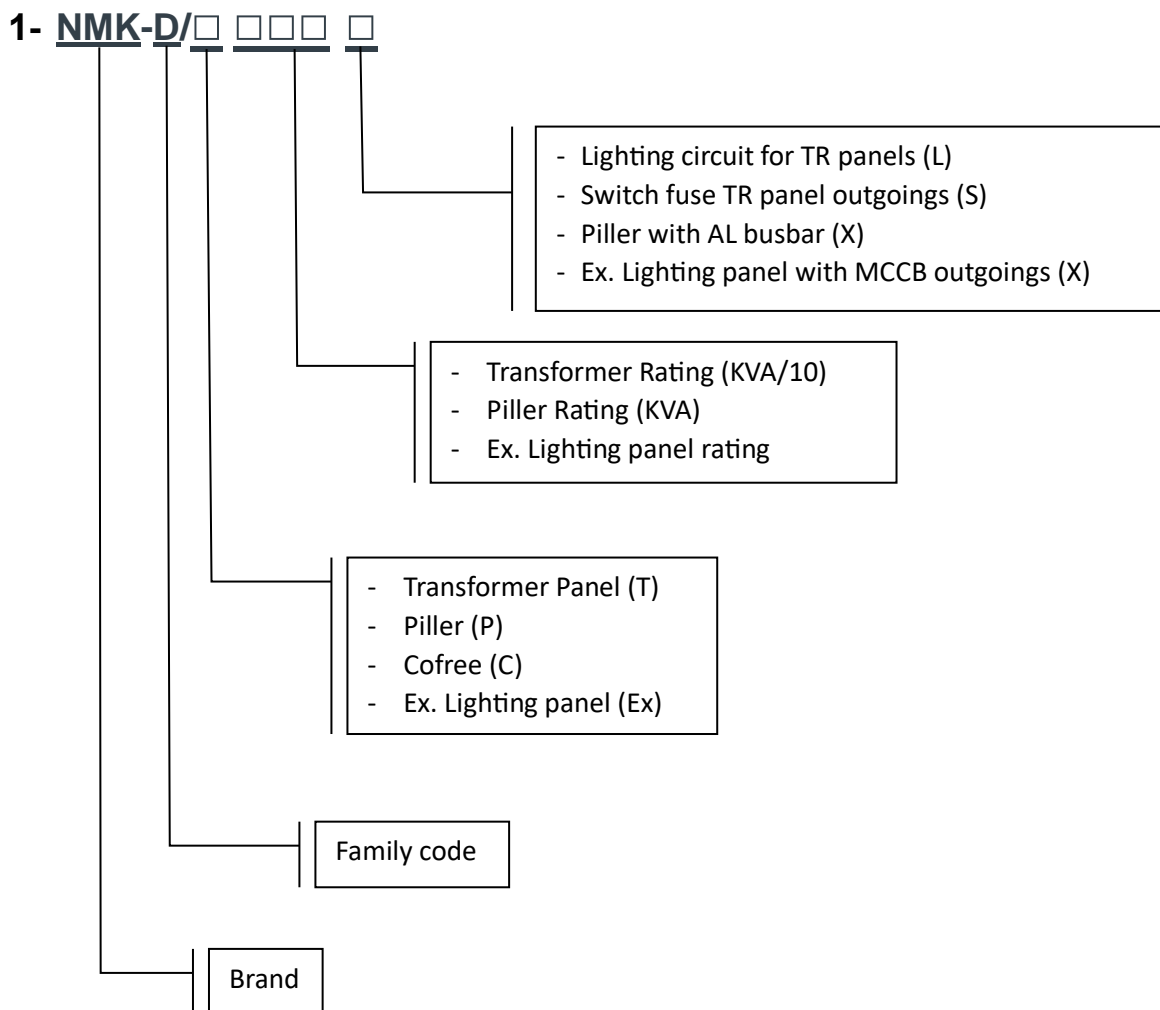 1- NMK-D/□ □□□ □
- Lighting circuit for TR panels (L)
- Switch fuse TR panel outgoings (S)
- Piller with AL busbar (X)
- Ex. Lighting panel with MCCB outgoings (X)
- Transformer Rating (KVA/10)
- Piller Rating (KVA)
- Ex. Lighting panel rating
- Transformer Panel (T)
- Piller (P)
- Cofree (C)
- Ex. Lighting panel (Ex)
Family code
Brand